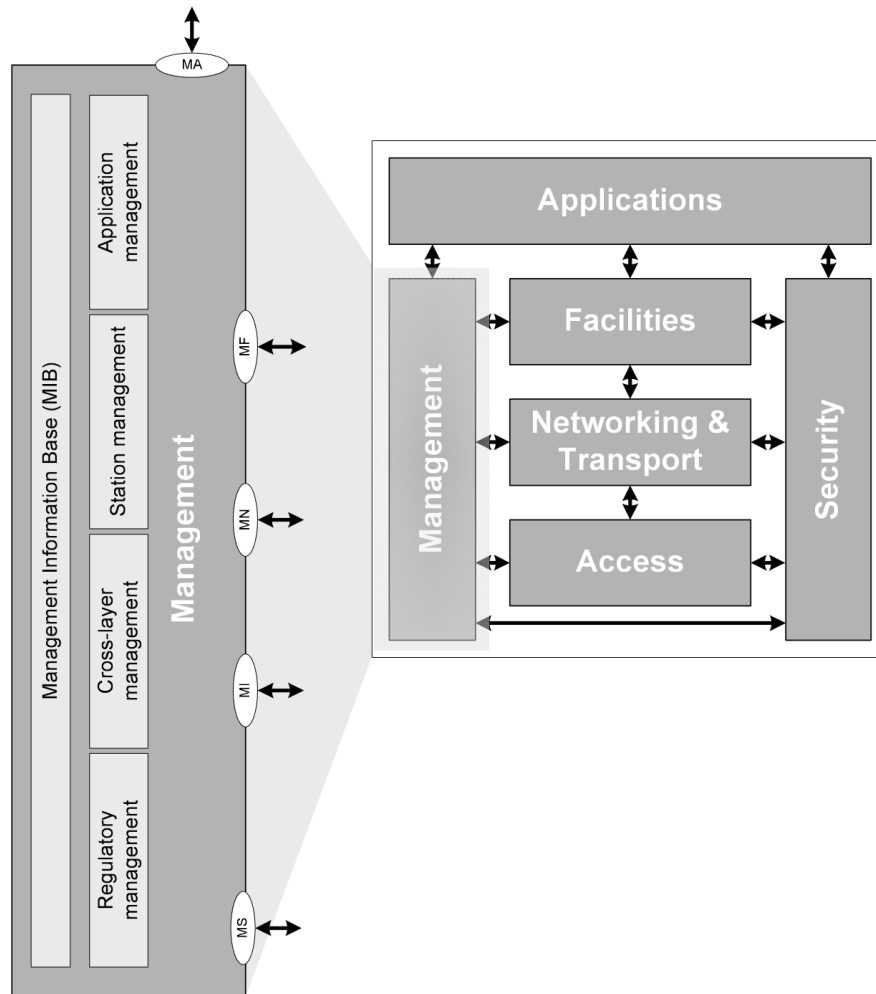 MA
Management Information Base (MIB)
Application
management
Station management
Cross-layer
management
Regulatory
management
Management
MF
MN
MI
MS
Applications
Management
Facilities
Networking &
Transport
Access
Security